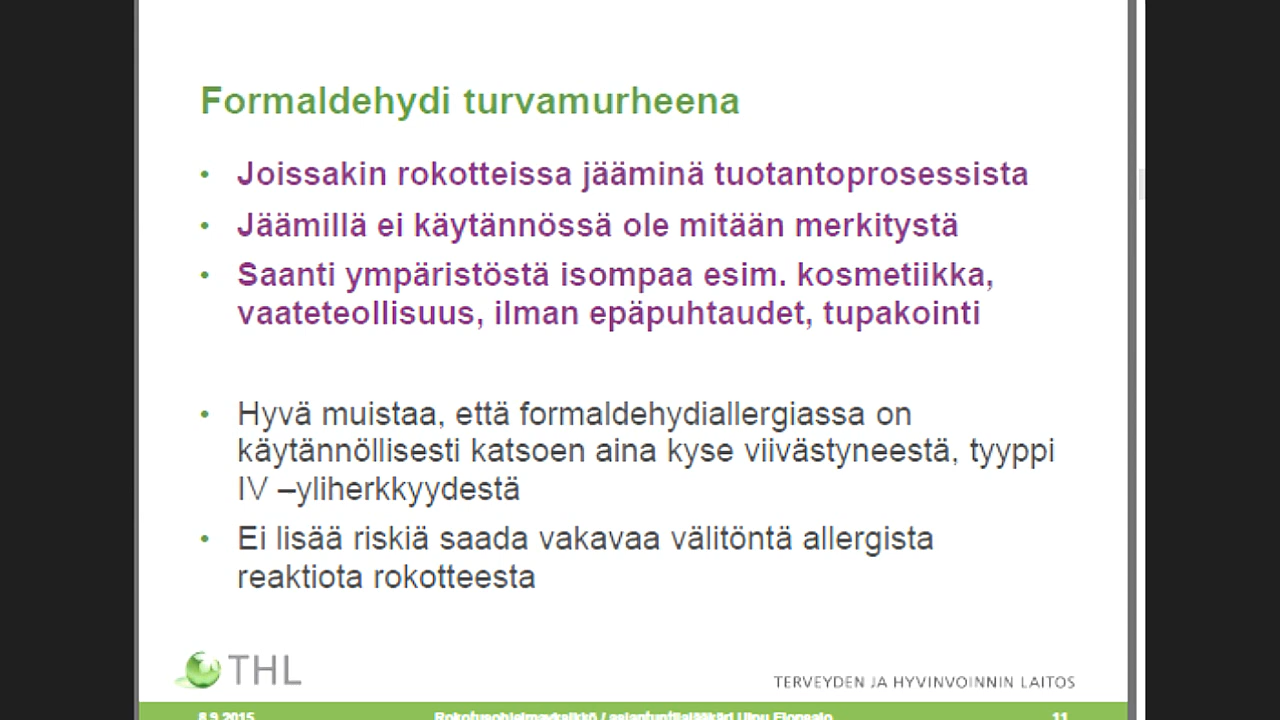 Formaldehydi turvamurheena
• Joissakin rokotteissa jääminä tuotantoprosessista
• Jäämillä ei käytännössä ole mitään merkitystä
• Saanti ympäristöstä isompaa esim. kosmetiikka,
vaateteollisuus, ilman epäpuhtaudet, tupakointi
• Hyvä muistaa, että formaldehydiallergiassa on
käytännöllisesti katsoen aina kyse viivästyneestä, tyyppi
IV –yliherkkyydestä
• Ei lisää riskiä saada vakavaa välitöntä allergista
reaktiota rokotteesta
THL
TERVEYDEN JA HYVINVOINNIN LAITOS
8.9.2015 / Ulpu Elonsalo 11